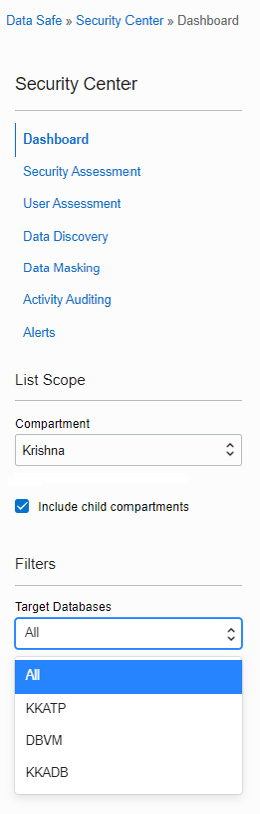 Data Safe » Security Center » Dashboard
Security Center
Dashboard
Security Assessment
User Assessment
Data Discovery
Data Masking
Activity Auditing
Alerts
List Scope
Compartment
Krishna
Include child compartments
Filters
Target Databases
All
All
KKATP
DBVM
KKADB